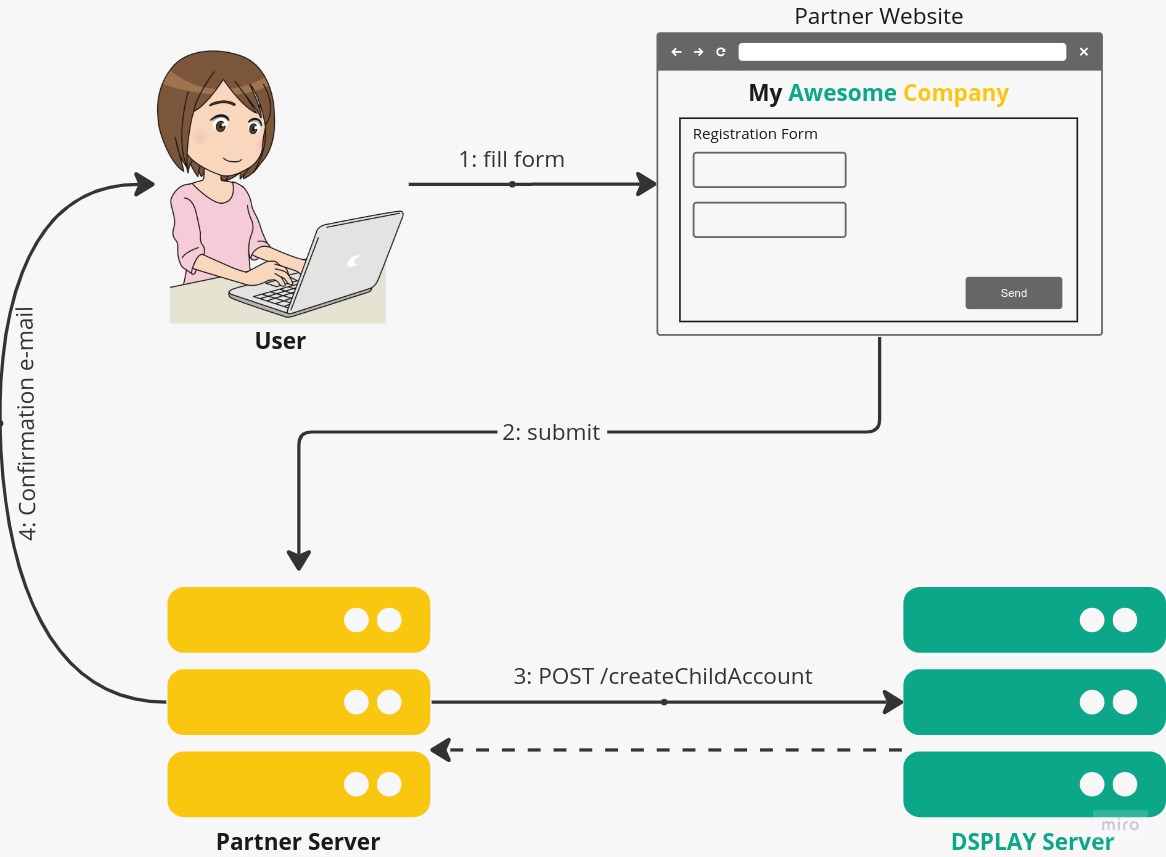 Partner Website
My Awesome Company
Registration Form
1: fill form
Send
User
4: Confirmation e-mail
2: submit
3: POST /createChildAccount
miro
Partner Server
DSPLAY Server